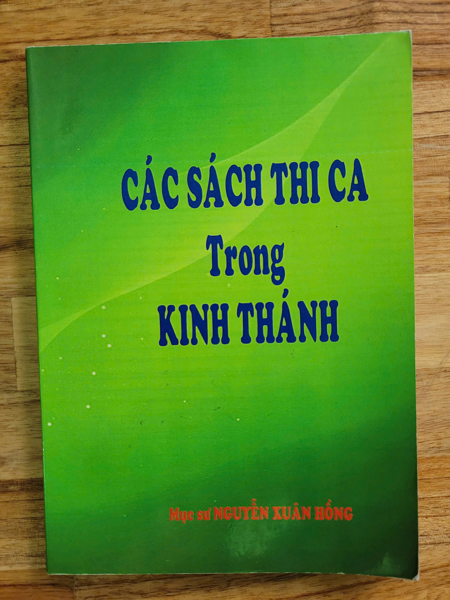 CÁC SÁCH THI CA
Trong
KINH THÁNH
Mục sư NGUYỄN XUÂN HỒNG